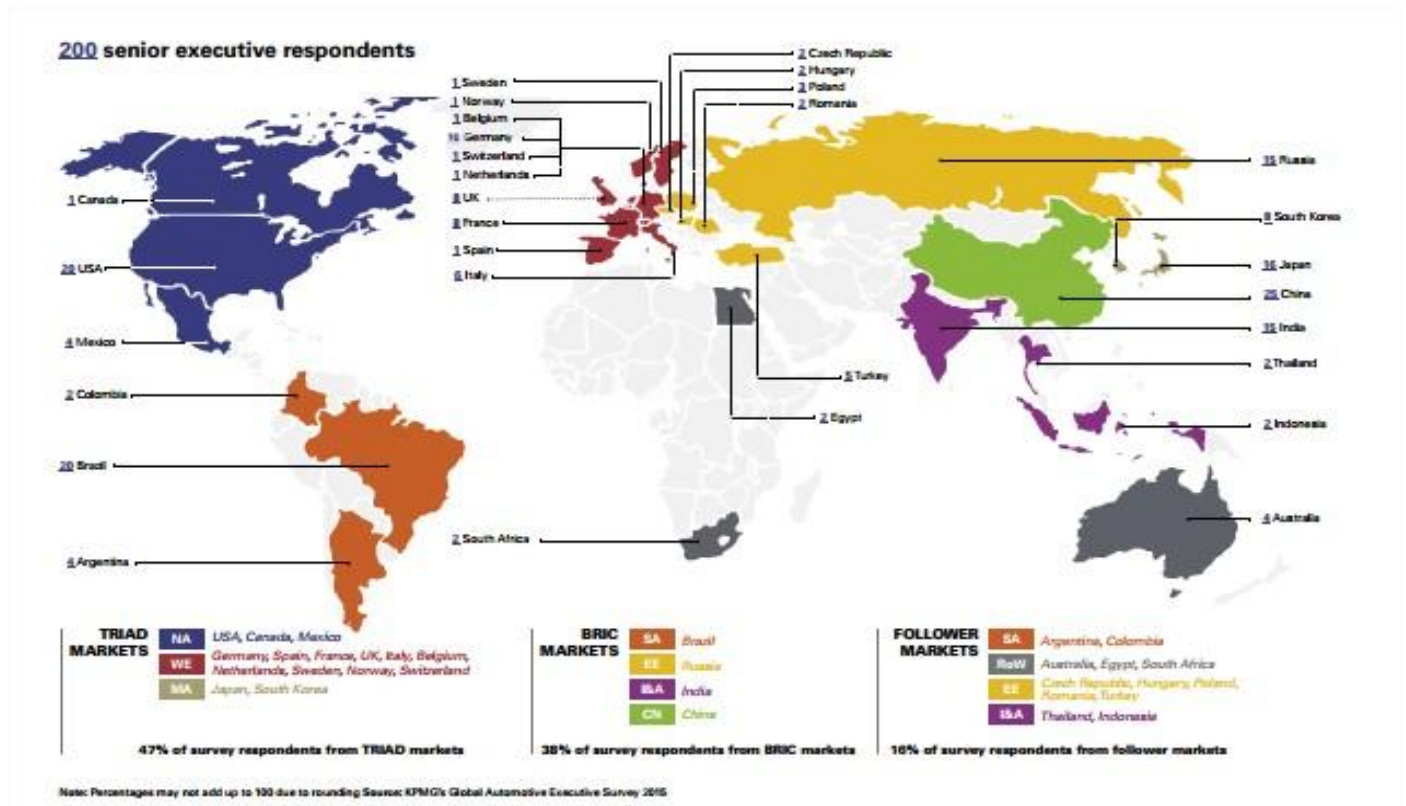 200 senior executive respondents
2 Czech Republic
2 Hungary
3 Poland
2 Romania
1 Sweden
1 Norway
1 Belgium
Germany
1 Switzerland
1 Netherlands
8 UK
8 France
1 Spain
6 Italy
1 Canada
USA
4 Mexico
2 Colombia
20 Brazil
4 Argentina
2 South Africa
5 Turkey
2 Egypt
15 Russia
8 South Korea
Japan
25 China
15 India
2 Thailand
2 Indonesia
4 Australia
TRIAD
MARKETS
NA USA, Canada, Mexico
WE Germany, Spain, France, UK, Italy, Belgium,
Netherlands, Sweden, Norway, Switzerland
MA Japan, South Korea
47% of survey respondents from TRIAD markets
BRIC
MARKETS
SA Brazil
EE Russia
I&A India
CN China
38% of survey respondents from BRIC markets
FOLLOWER
MARKETS
SA Argentina, Colombia
RoW Australia, Egypt, South Africa
EE Czech Republic, Hungary, Poland,
Romania, Turkey
I&A Thailand, Indonesia
16% of survey respondents from follower markets
Note: Percentages may not add up to 100 due to rounding Source: KPMG's Global Automotive Executive Survey 2015